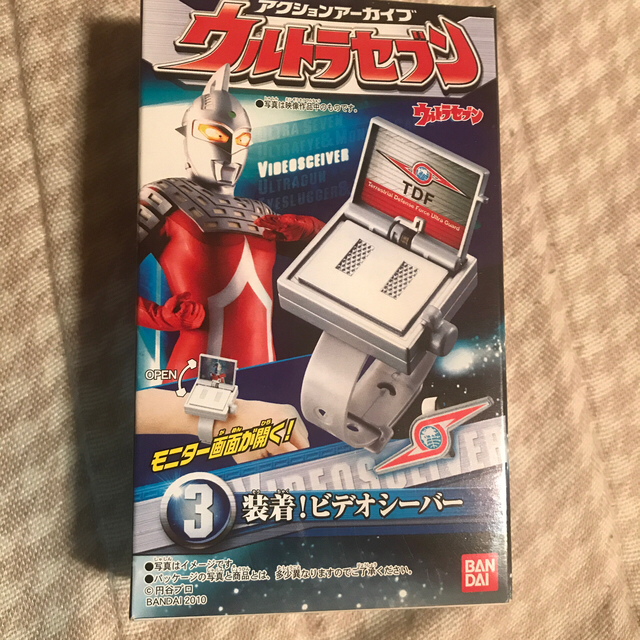 アクションアーカイブ
ウルトラセブン
●写真は映像作品中のものです。
ウルトラセブン
VIDEOSCEIVER
ULTRAGUN
EYESLUGGER
TDF
Terrestrial Defense Force Ultra Guard
OPEN
モニター画面が開く!
VIDEOSCEIVER
3 装着!ビデオシーバー
●写真はイメージです。
●パッケージの写真と商品とは、多少異なりますのでご了承ください。
© 円谷プロ
BANDAI 2010
BAN
DAI